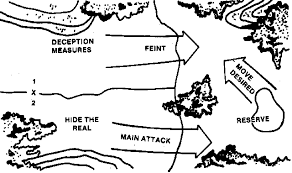 DECEPTION
MEASURES
FEINT
1
X
2
HIDE THE
REAL
MAIN ATTACK
MOVE
DESIRED
RESERVE